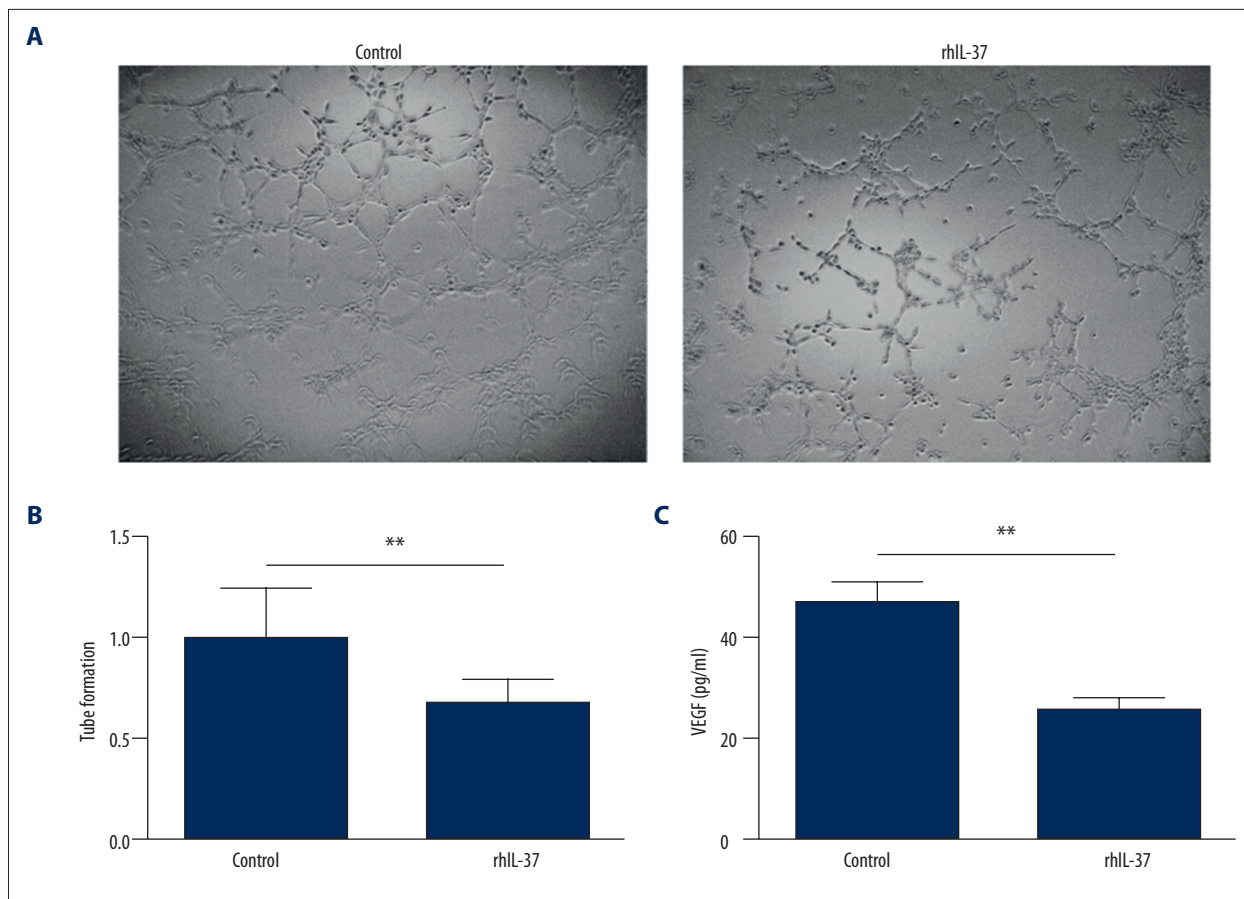 A
Control
rhIL-37
B
Tube formation
1.5
1.0
0.5
0.0
**
Control
rhIL-37
C
VEGF (pg/ml)
60
40
20
0
**
Control
rhIL-37